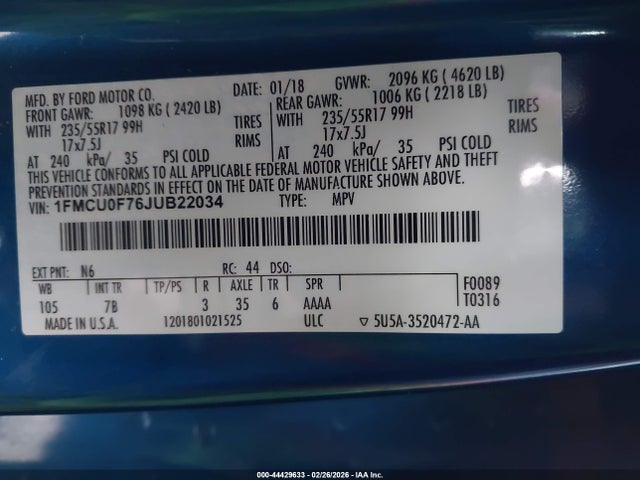 MFD. BY FORD MOTOR CO. DATE: 01/18 GVWR: 2096 KG (4620 LB)
FRONT GAWR: 1098 KG (2420 LB) REAR GAWR: 1006 KG (2218 LB)
WITH 235/55R17 99H TIRES WITH 235/55R17 99H TIRES
17x7.5J RIMS 17x7.5J RIMS
AT 240 kPa/ 35 PSI COLD AT 240 kPa/ 35 PSI COLD
THIS VEHICLE CONFORMS TO ALL APPLICABLE FEDERAL MOTOR VEHICLE SAFETY AND THEFT
PREVENTION STANDARDS IN EFFECT ON THE DATE OF MANUFACTURE SHOWN ABOVE.
VIN: 1FMCU0F76JUB22034 TYPE: MPV
EXT PNT: N6 RC: 44 DSO:
WB INT TR TP/PS R AXLE TR SPR F0089
105 7B 3 35 6 AAAA T0316
MADE IN U.S.A. 1201801021525 ULC ▽ 5U5A-3520472-AA
000-44429633 - 02/26/2026 - IAA Inc.